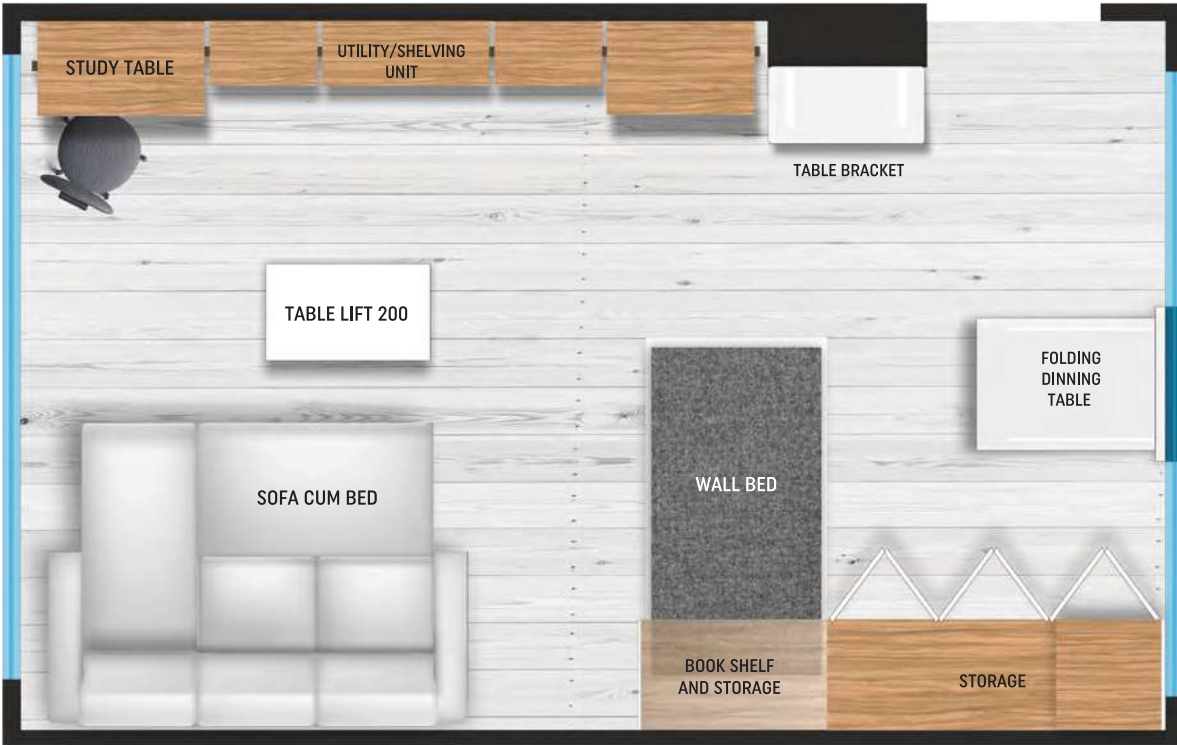 STUDY TABLE
UTILITY/SHELVING
UNIT
TABLE BRACKET
TABLE LIFT 200
FOLDING
DINNING
TABLE
SOFA CUM BED
WALL BED
BOOK SHELF
AND STORAGE
STORAGE